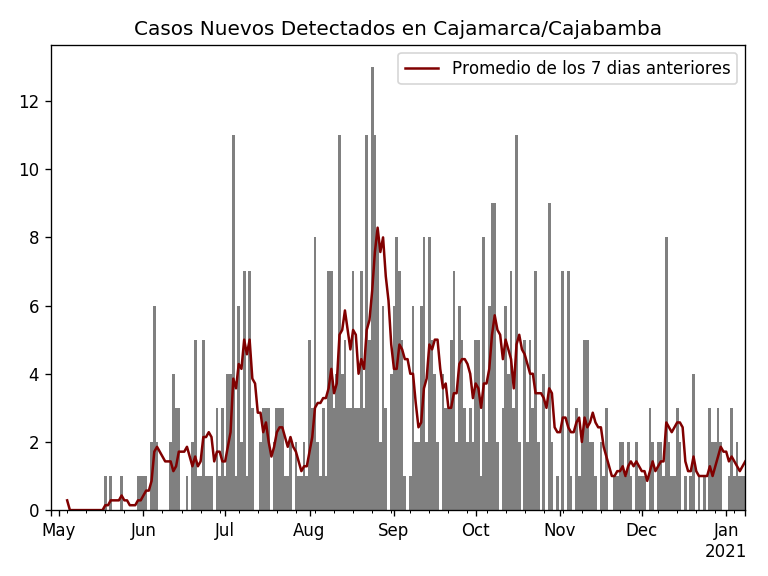 Casos Nuevos Detectados en Cajamarca/Cajabamba
Promedio de los 7 dias anteriores
12
10
8
6
4
2
0
May Jun Jul Aug Sep Oct Nov Dec Jan
2021